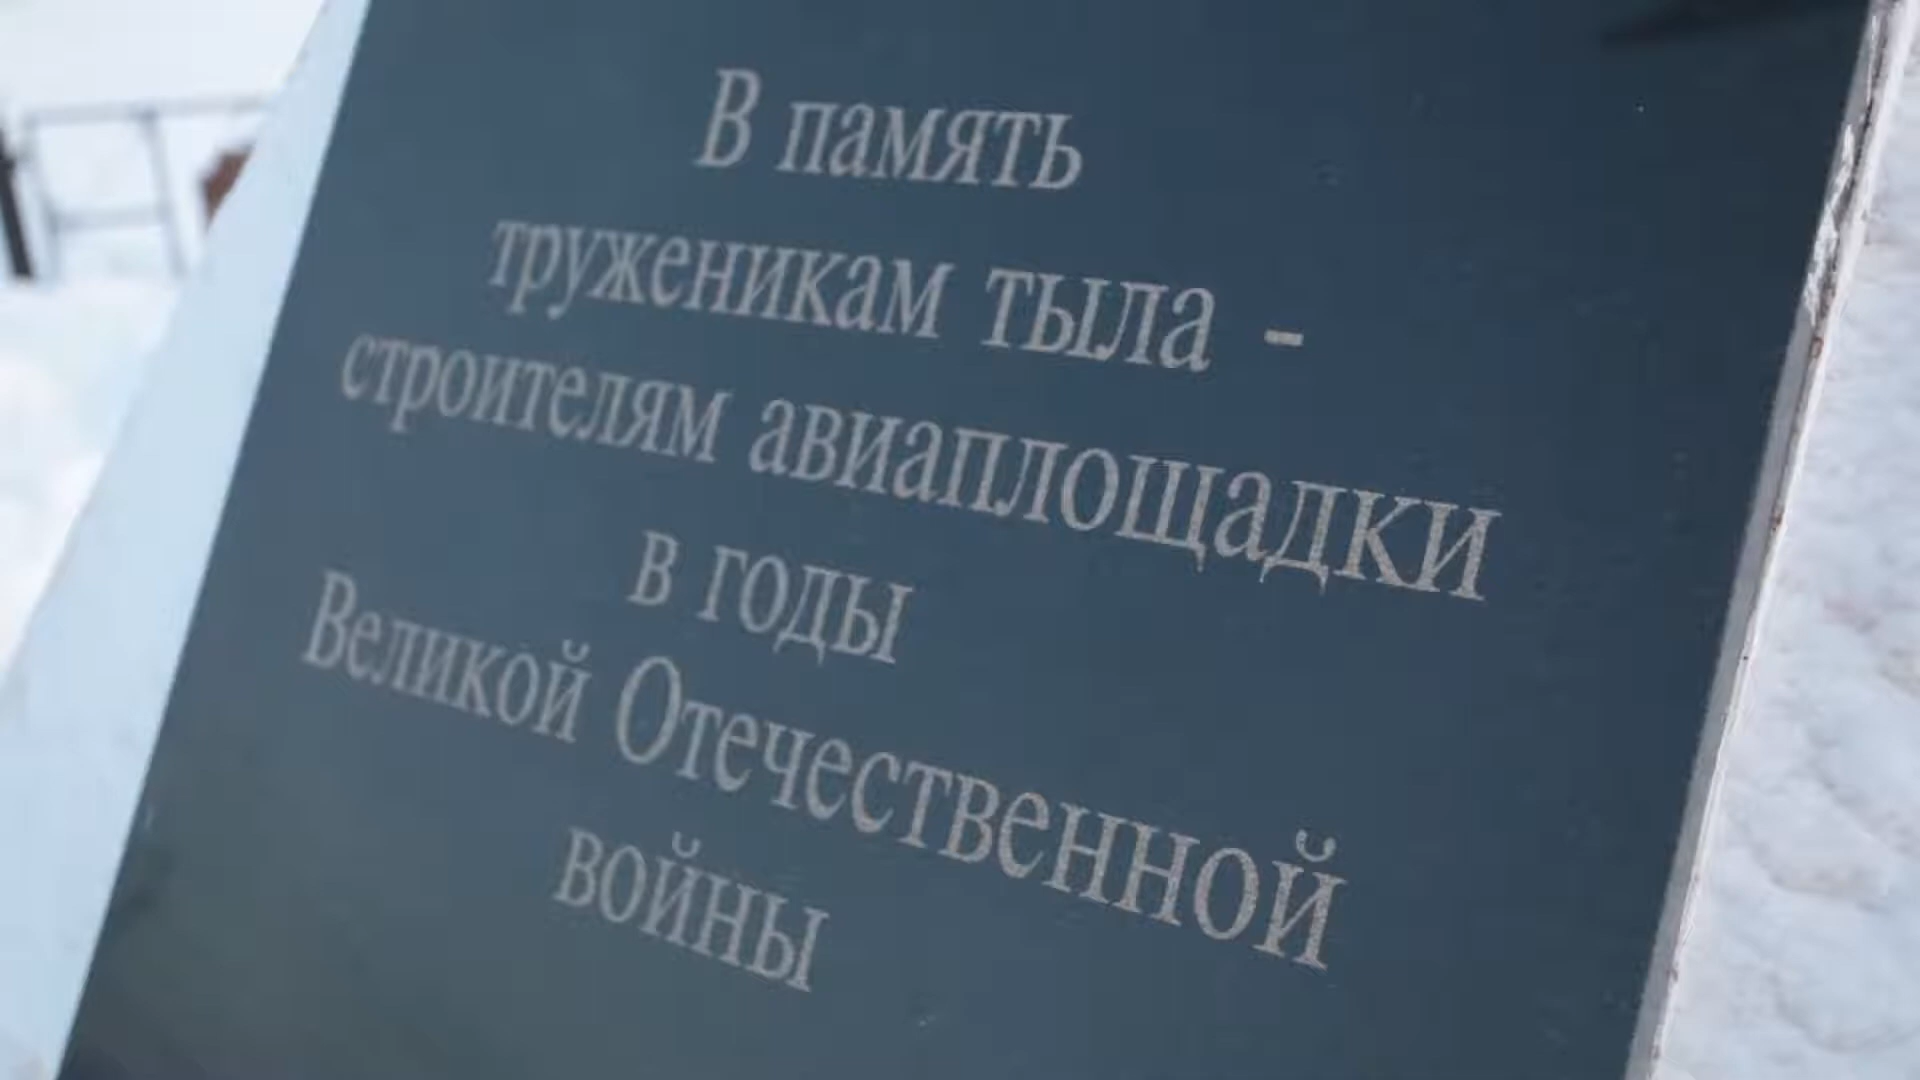 В память
труженикам тыла -
строителям авиаплощадки
в годы
Великой Отечественной
войны